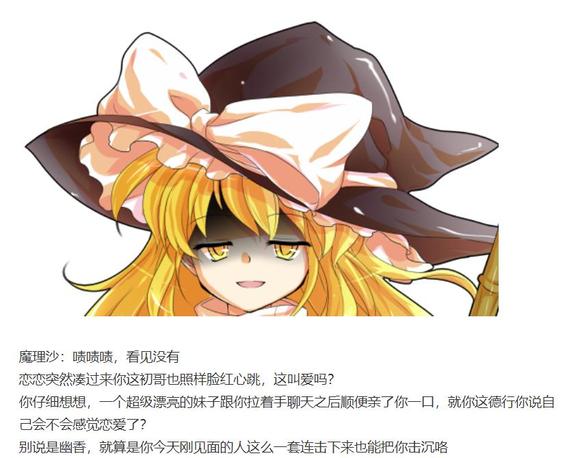 魔理沙：啧啧啧，看见没有
恋恋突然凑过来你这初哥也照样脸红心跳，这叫爱吗？
你仔细想想，一个超级漂亮的妹子跟你拉着手聊天之后顺便亲了你一口，就你这德行你说自
己会不会感觉恋爱了？
别说是幽香，就算是你今天刚见面的人这么一套连击下来也能把你击沉咯